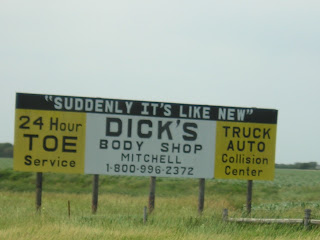 "SUDDENLY IT'S LIKE NEW"
24 Hour
TOE
Service
DICK'S
BODY SHOP
MITCHELL
1-800-996-2372
TRUCK
AUTO
Collision
Center